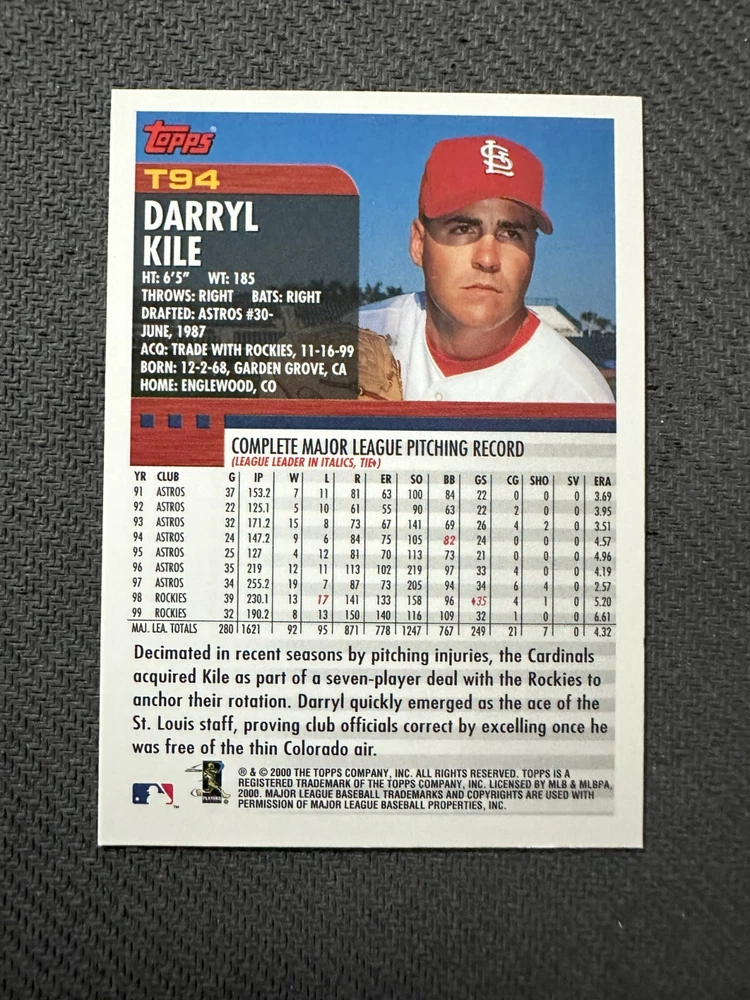 Topps
T94
DARRYL
KILE
HT: 6'5" WT: 185
THROWS: RIGHT BATS: RIGHT
DRAFTED: ASTROS #30-
JUNE, 1987
ACQ: TRADE WITH ROCKIES, 11-16-99
BORN: 12-2-68, GARDEN GROVE, CA
HOME: ENGLEWOOD, CO
COMPLETE MAJOR LEAGUE PITCHING RECORD
(LEAGUE LEADER IN ITALICS, TIE♦)
YR CLUB G IP W L R ER SO BB GS CG SHO SV ERA
91 ASTROS 37 153.2 7 11 81 63 100 84 22 0 0 0 3.69
92 ASTROS 22 125.1 5 10 61 55 90 63 22 2 0 0 3.95
93 ASTROS 32 171.2 15 8 73 67 141 69 26 4 2 0 3.51
94 ASTROS 24 147.2 9 6 84 75 105 82 24 0 0 0 4.57
95 ASTROS 25 127 4 12 81 70 113 73 21 0 0 0 4.96
96 ASTROS 35 219 12 11 113 102 219 97 33 4 0 0 4.19
97 ASTROS 34 255.2 19 7 87 73 205 94 34 6 4 0 2.57
98 ROCKIES 39 230.1 13 17 141 133 158 96 ♦35 4 1 0 5.20
99 ROCKIES 32 190.2 8 13 150 140 116 109 32 1 0 0 6.61
MAJ. LEA. TOTALS 280 1621 92 95 871 778 1247 767 249 21 7 0 4.32
Decimated in recent seasons by pitching injuries, the Cardinals
acquired Kile as part of a seven-player deal with the Rockies to
anchor their rotation. Darryl quickly emerged as the ace of the
St. Louis staff, proving club officials correct by excelling once he
was free of the thin Colorado air.
® & © 2000 THE TOPPS COMPANY, INC. ALL RIGHTS RESERVED. TOPPS IS A
REGISTERED TRADEMARK OF THE TOPPS COMPANY, INC. LICENSED BY MLB & MLBPA,
2000. MAJOR LEAGUE BASEBALL TRADEMARKS AND COPYRIGHTS ARE USED WITH
PERMISSION OF MAJOR LEAGUE BASEBALL PROPERTIES, INC.